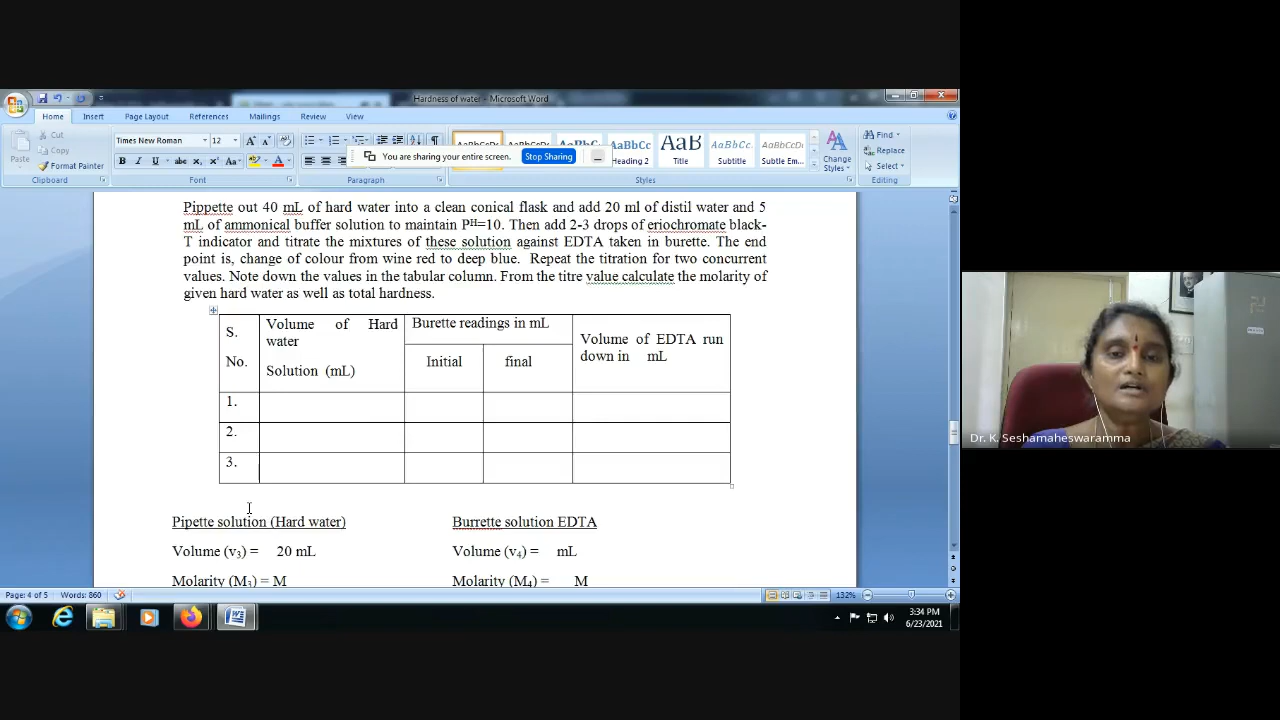 Hardness of water - Microsoft Word
Home Insert Page Layout References Mailings Review View
Paste
Cut
Copy
Format Painter
Clipboard
Times New Roman 12
Font
Paragraph
You are sharing your entire screen. Stop Sharing
Heading 2 Title Subtitle Subtle Em...
Change Styles
Styles
Find
Replace
Select
Editing
Pippette out 40 mL of hard water into a clean conical flask and add 20 ml of distil water and 5
mL of ammonical buffer solution to maintain Pᴴ=10. Then add 2-3 drops of eriochromate black-
T indicator and titrate the mixtures of these solution against EDTA taken in burette. The end
point is, change of colour from wine red to deep blue. Repeat the titration for two concurrent
values. Note down the values in the tabular column. From the titre value calculate the molarity of
given hard water as well as total hardness.
S. No.
Volume of Hard water
Solution (mL)
Burette readings in mL
Initial final
Volume of EDTA run down in mL
1.
2.
3.
Pipette solution (Hard water) Burrette solution EDTA
Volume (v₃) = 20 mL Volume (v₄) = mL
Molarity (M₃) = M Molarity (M₄) = M
Page: 4 of 5 Words: 860 132%
3:34 PM
6/23/2021
Dr. K. Seshamaheswaramma